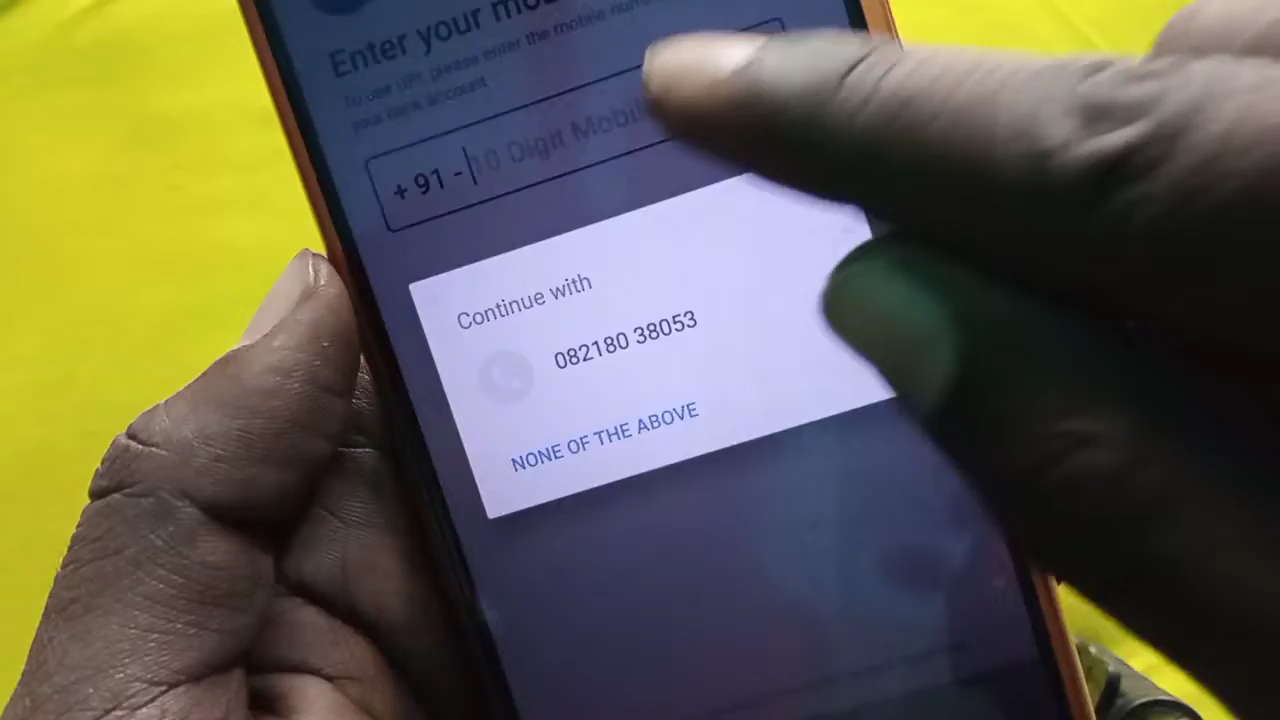 Enter your mob
To use UPI, please enter the mobile num
your bank account
+ 91 - 10 Digit Mobil
Continue with
082180 38053
NONE OF THE ABOVE